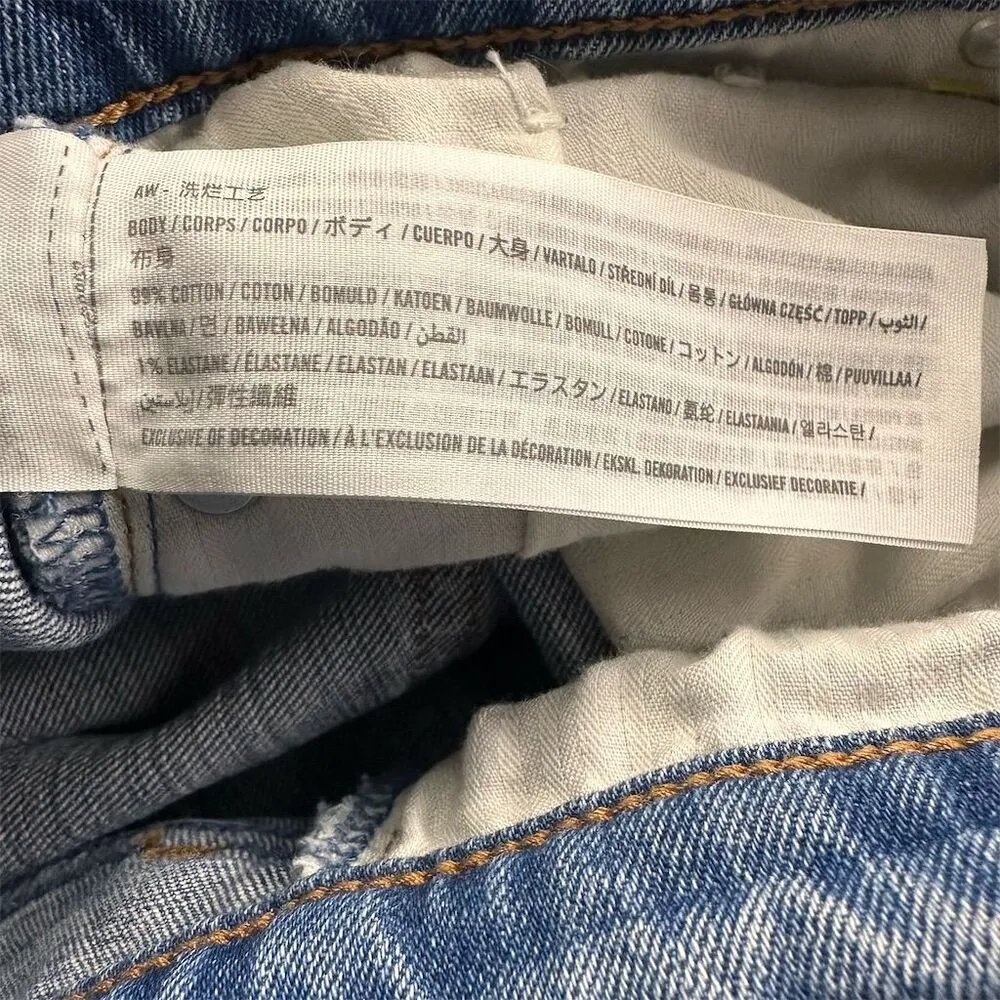 AW- 洗烂工艺
BODY / CORPS / CORPO / ボディ / CUERPO / 大身 / VARTALO / STŘEDNÍ DÍL / 몸통 / GŁÓWNA CZĘŚĆ / TOPP / الثوب /
布身
99% COTTON / COTON / BOMULD / KATOEN / BAUMWOLLE / BOMULL / COTONE / コットン / ALGODÓN / 棉 / PUUVILLAA /
BAVLNA / 면 / BAWEŁNA / ALGODÃO / القطن /
1% ELASTANE / ÉLASTANE / ELASTAN / ELASTAAN / エラスタン / ELASTANO / 氨纶 / ELASTAANIA / 엘라스탄 /
إيلاستين / 彈性纖維
EXCLUSIVE OF DECORATION / À L'EXCLUSION DE LA DÉCORATION / EKSKL. DEKORATION / EXCLUSIEF DECORATIE /